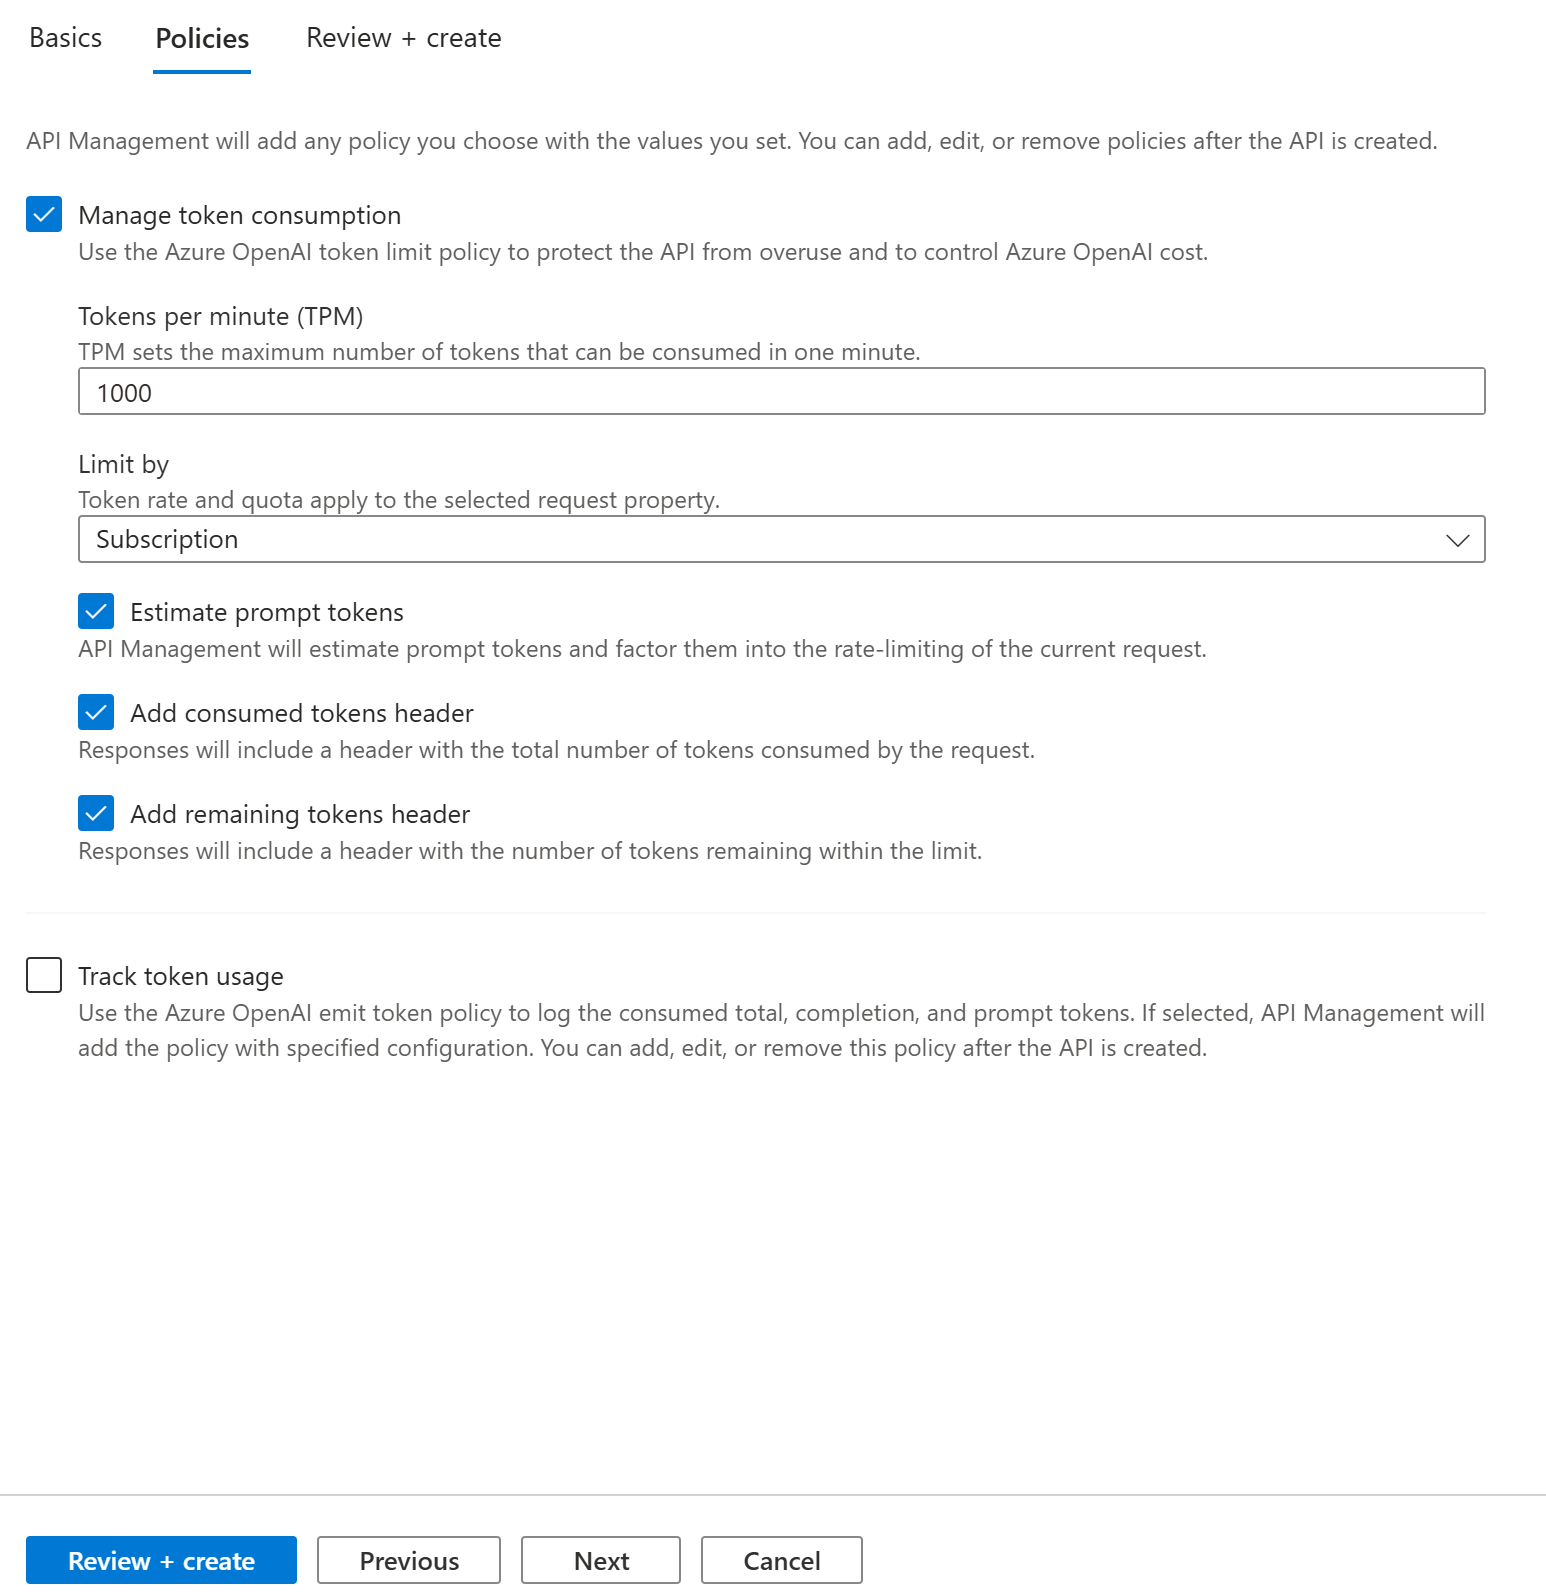 Basics Policies Review + create
API Management will add any policy you choose with the values you set. You can add, edit, or remove policies after the API is created.
Manage token consumption
Use the Azure OpenAI token limit policy to protect the API from overuse and to control Azure OpenAI cost.
Tokens per minute (TPM)
TPM sets the maximum number of tokens that can be consumed in one minute.
1000
Limit by
Token rate and quota apply to the selected request property.
Subscription
Estimate prompt tokens
API Management will estimate prompt tokens and factor them into the rate-limiting of the current request.
Add consumed tokens header
Responses will include a header with the total number of tokens consumed by the request.
Add remaining tokens header
Responses will include a header with the number of tokens remaining within the limit.
Track token usage
Use the Azure OpenAI emit token policy to log the consumed total, completion, and prompt tokens. If selected, API Management will
add the policy with specified configuration. You can add, edit, or remove this policy after the API is created.
Review + create Previous Next Cancel